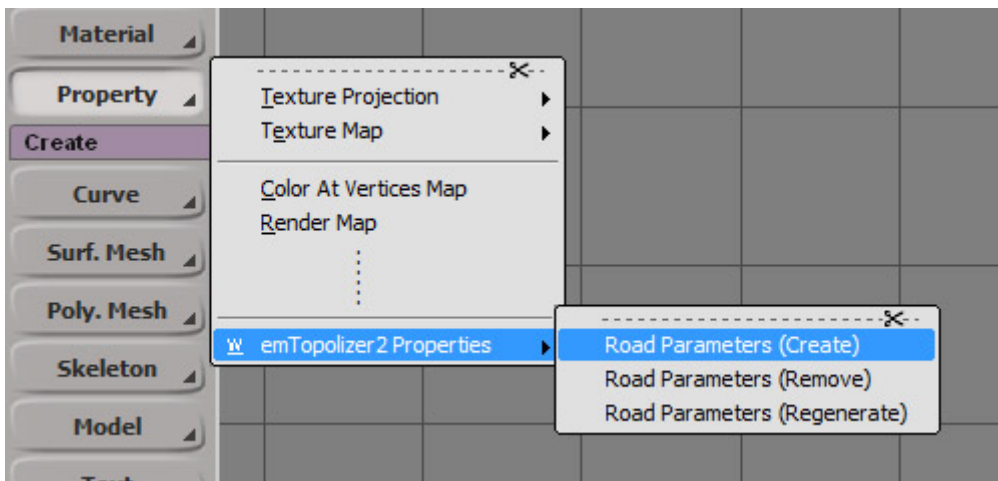 Material
Property
Create
Curve
Surf. Mesh
Poly. Mesh
Skeleton
Model
Texture Projection
Texture Map
Color At Vertices Map
Render Map
W emTopolizer2 Properties
Road Parameters (Create)
Road Parameters (Remove)
Road Parameters (Regenerate)